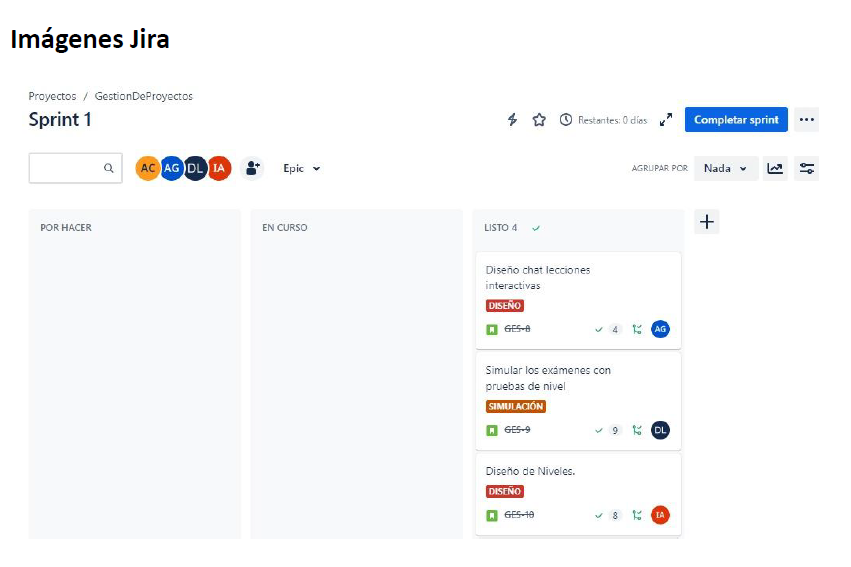 Imágenes Jira
Proyectos / GestionDeProyectos
Sprint 1
Restantes: 0 días
Completar sprint
AC AG DL IA
Epic
AGRUPAR POR
Nada
POR HACER
EN CURSO
LISTO 4
Diseño chat lecciones
interactivas
DISEÑO
GES-8
4
AG
Simular los exámenes con
pruebas de nivel
SIMULACIÓN
GES-9
9
DL
Diseño de Niveles.
DISEÑO
GES-10
8
IA